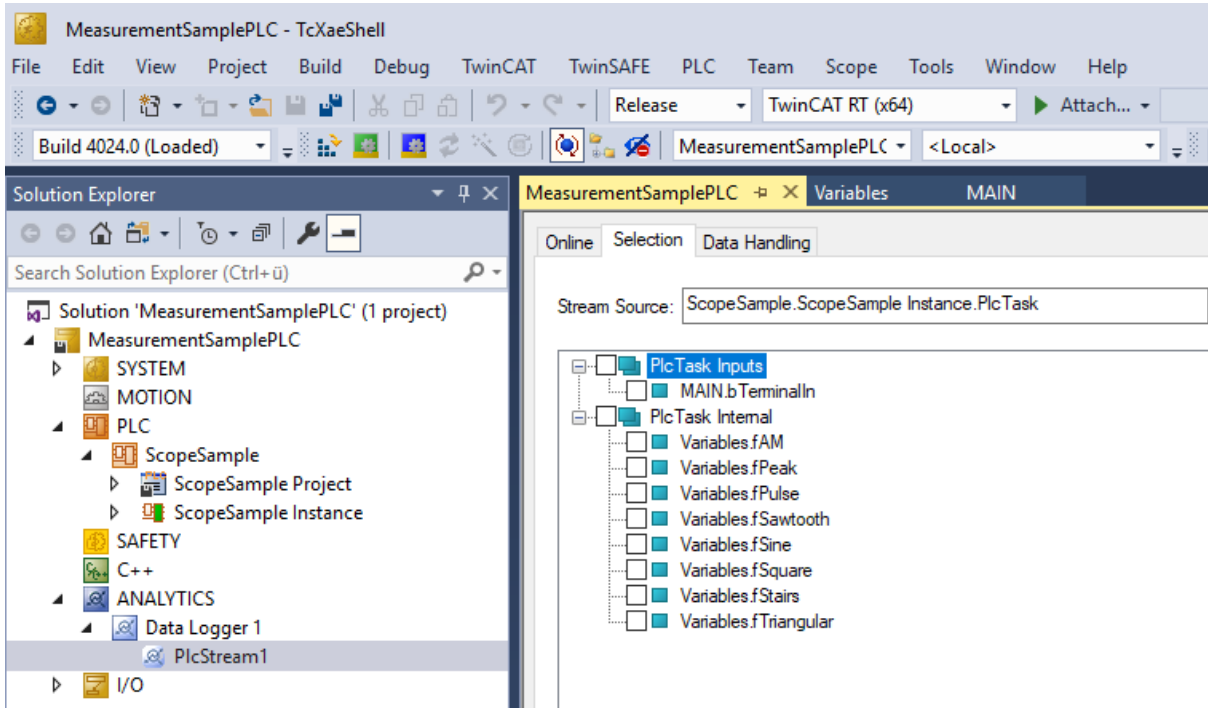 MeasurementSamplePLC - TcXaeShell
File Edit View Project Build Debug TwinCAT TwinSAFE PLC Team Scope Tools Window Help
Release TwinCAT RT (x64) Attach...
Build 4024.0 (Loaded) MeasurementSamplePLC <Local>
Solution Explorer
Search Solution Explorer (Ctrl+ü)
Solution 'MeasurementSamplePLC' (1 project)
MeasurementSamplePLC
SYSTEM
MOTION
PLC
ScopeSample
ScopeSample Project
ScopeSample Instance
SAFETY
C++
ANALYTICS
Data Logger 1
PlcStream1
I/O
MeasurementSamplePLC Variables MAIN
Online Selection Data Handling
Stream Source: ScopeSample.ScopeSample Instance.PlcTask
PlcTask Inputs
MAIN.bTerminalIn
PlcTask Internal
Variables.fAM
Variables.fPeak
Variables.fPulse
Variables.fSawtooth
Variables.fSine
Variables.fSquare
Variables.fStairs
Variables.fTriangular